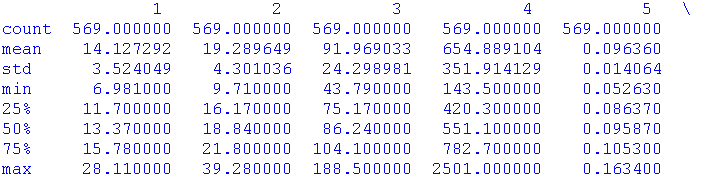 1           2           3            4           5   \
count  569.000000  569.000000  569.000000   569.000000  569.000000
mean    14.127292   19.289649   91.969033   654.889104    0.096360
std      3.524049    4.301036   24.298981   351.914129    0.014064
min      6.981000    9.710000   43.790000   143.500000    0.052630
25%     11.700000   16.170000   75.170000   420.300000    0.086370
50%     13.370000   18.840000   86.240000   551.100000    0.095870
75%     15.780000   21.800000  104.100000   782.700000    0.105300
max     28.110000   39.280000  188.500000  2501.000000    0.163400